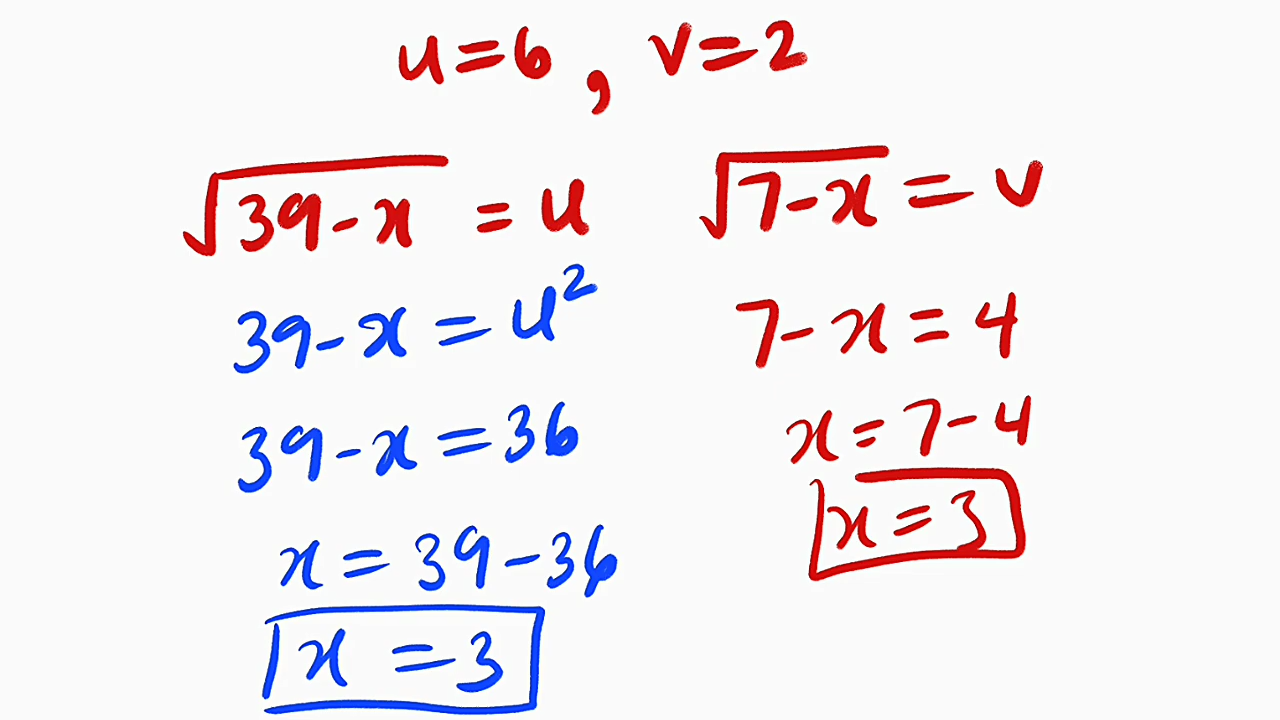 u=6 , v=2
√39-x = u
39-x=u²
39-x=36
x=39-36
x=3
√7-x = v
7-x=4
x=7-4
x=3